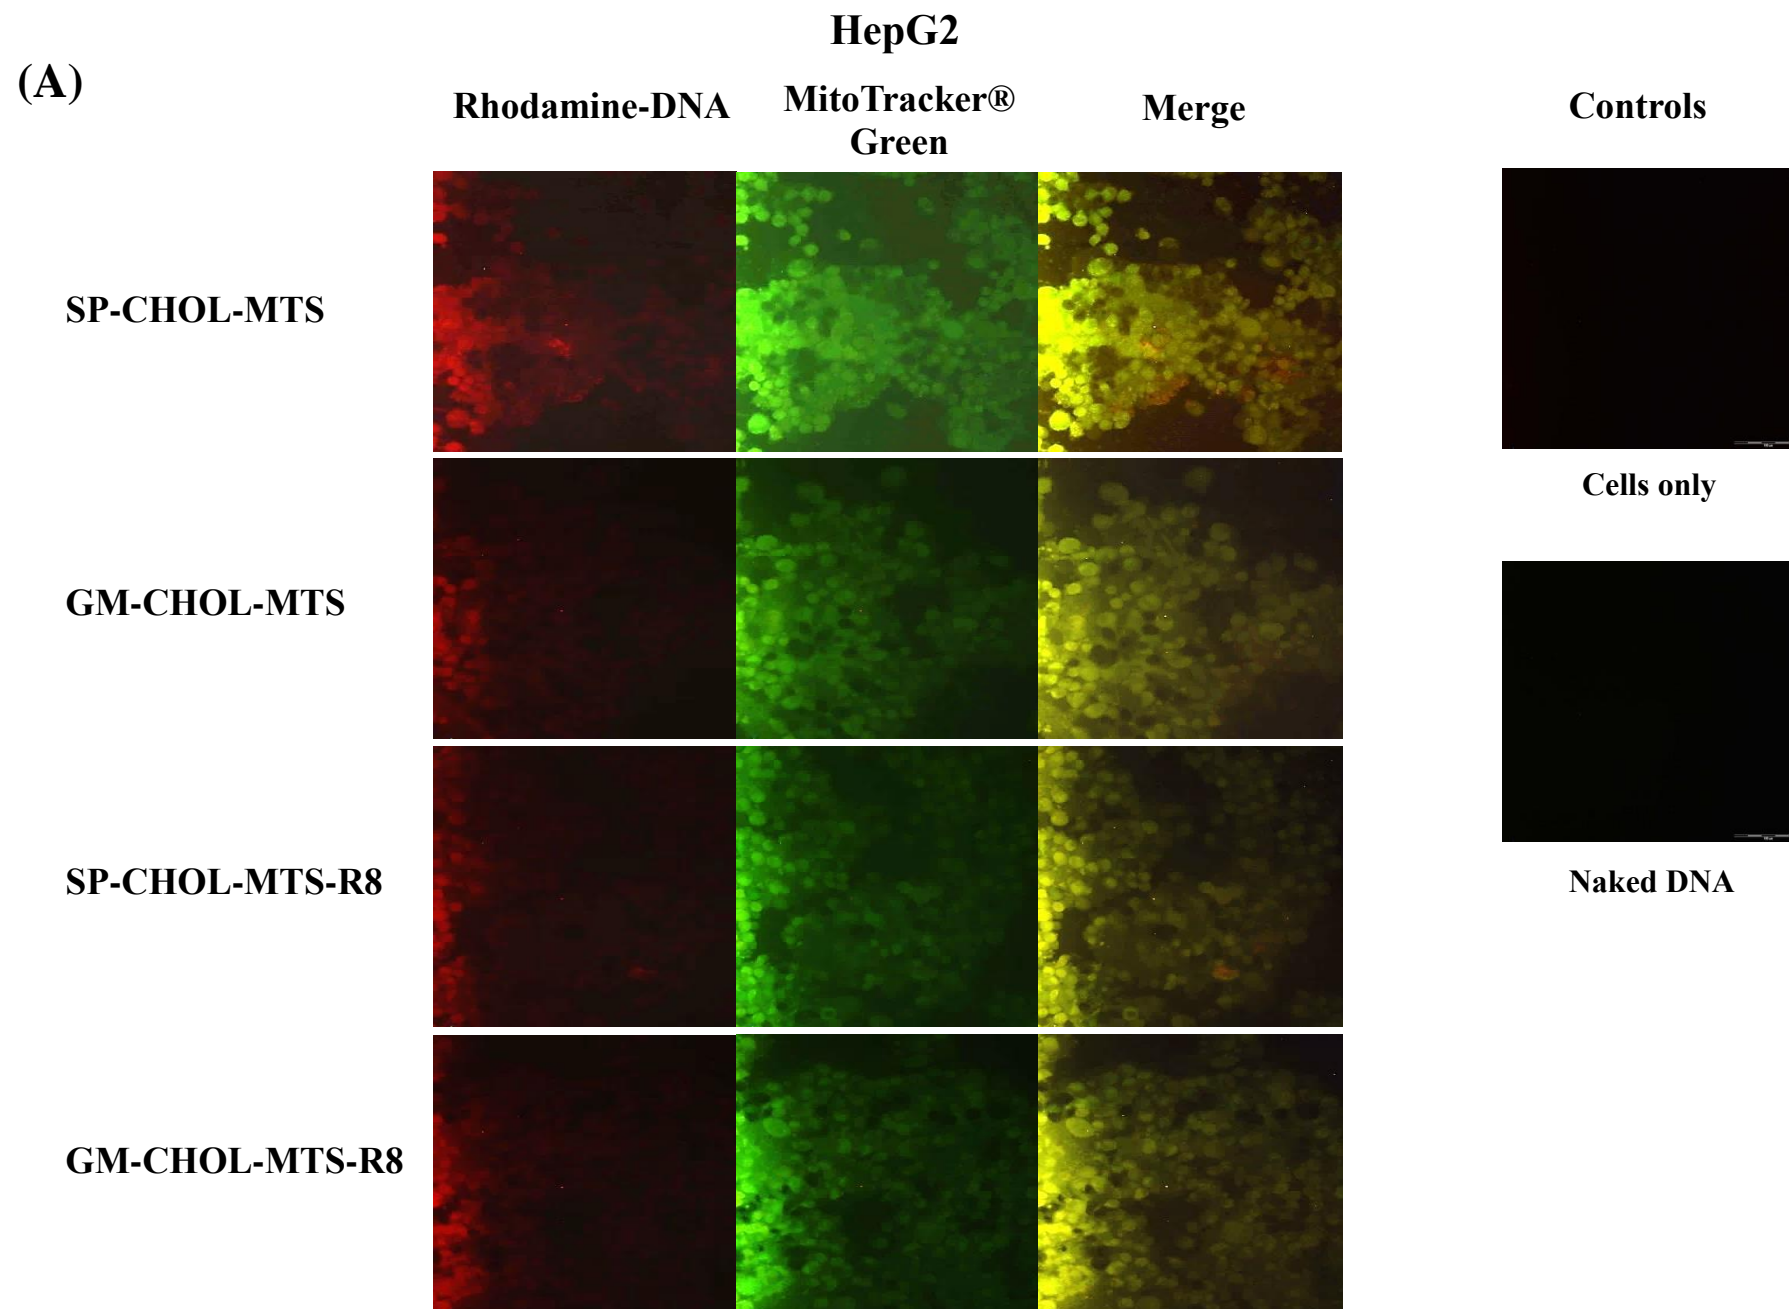 HepG2
(A)
Rhodamine-DNA
MitoTracker®
Green
Merge
Controls
SP-CHOL-MTS
Cells only
GM-CHOL-MTS
SP-CHOL-MTS-R8
Naked DNA
GM-CHOL-MTS-R8